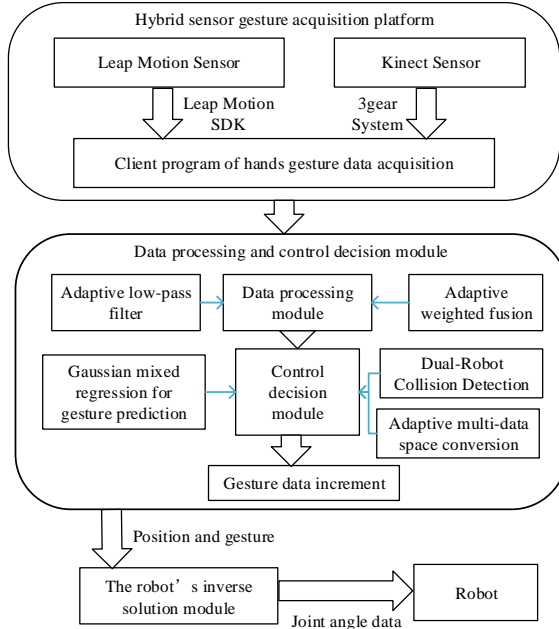 Hybrid sensor gesture acquisition platform
Leap Motion Sensor
Kinect Sensor
Leap Motion
SDK
3gear
System
Client program of hands gesture data acquisition
Data processing and control decision module
Adaptive low-pass
filter
Data processing
module
Adaptive
weighted fusion
Gaussian mixed
regression for
gesture prediction
Control
decision
module
Dual-Robot
Collision Detection
Adaptive multi-data
space conversion
Gesture data increment
Position and gesture
The robot’s inverse
solution module
Joint angle data
Robot